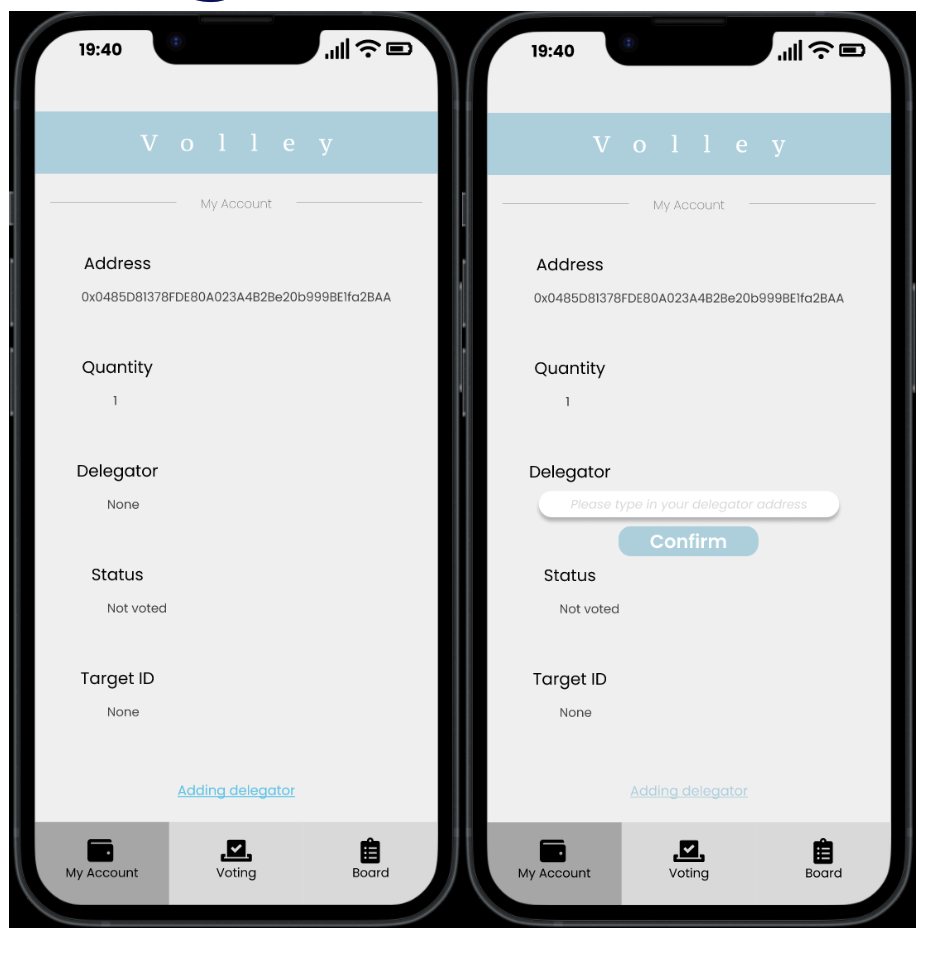 19:40
V o l l e y
My Account
Address
0x0485D81378FDE80A023A4B2Be20b999BE1fa2BAA
Quantity
1
Delegator
None
Status
Not voted
Target ID
None
Adding delegator
My Account
Voting
Board
19:40
V o l l e y
My Account
Address
0x0485D81378FDE80A023A4B2Be20b999BE1fa2BAA
Quantity
1
Delegator
Please type in your delegator address
Confirm
Status
Not voted
Target ID
None
Adding delegator
My Account
Voting
Board